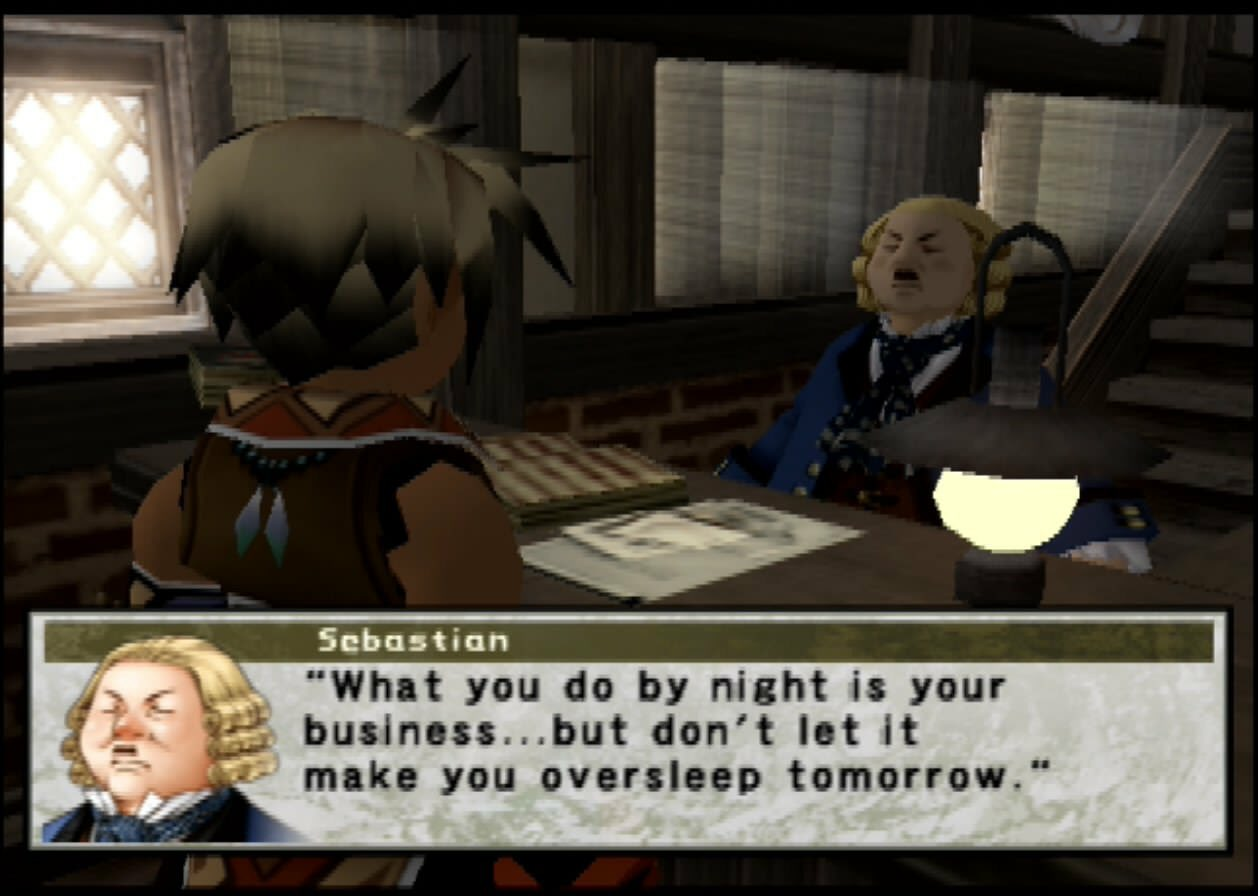 Sebastian
"What you do by night is your
business...but don't let it
make you oversleep tomorrow."